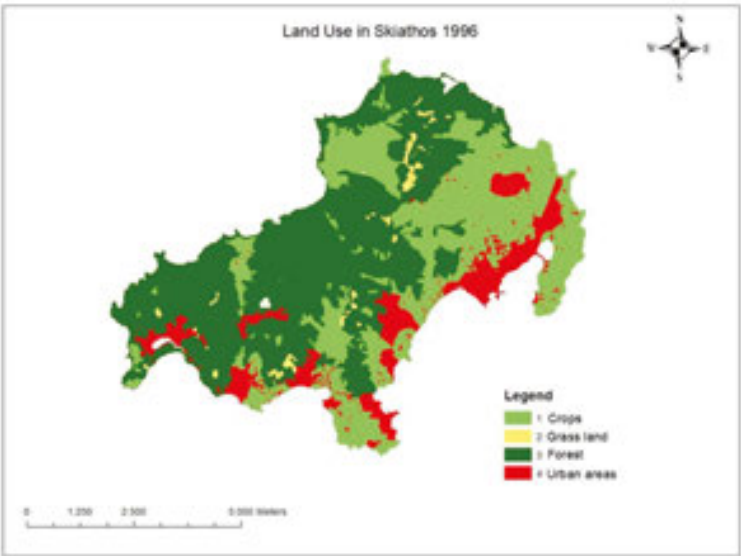 Land Use in Skiathos 1996
N
W E
S
Legend
1 Crops
2 Grass land
3 Forest
4 Urban areas
0 1.250 2.500 5.000 Meters